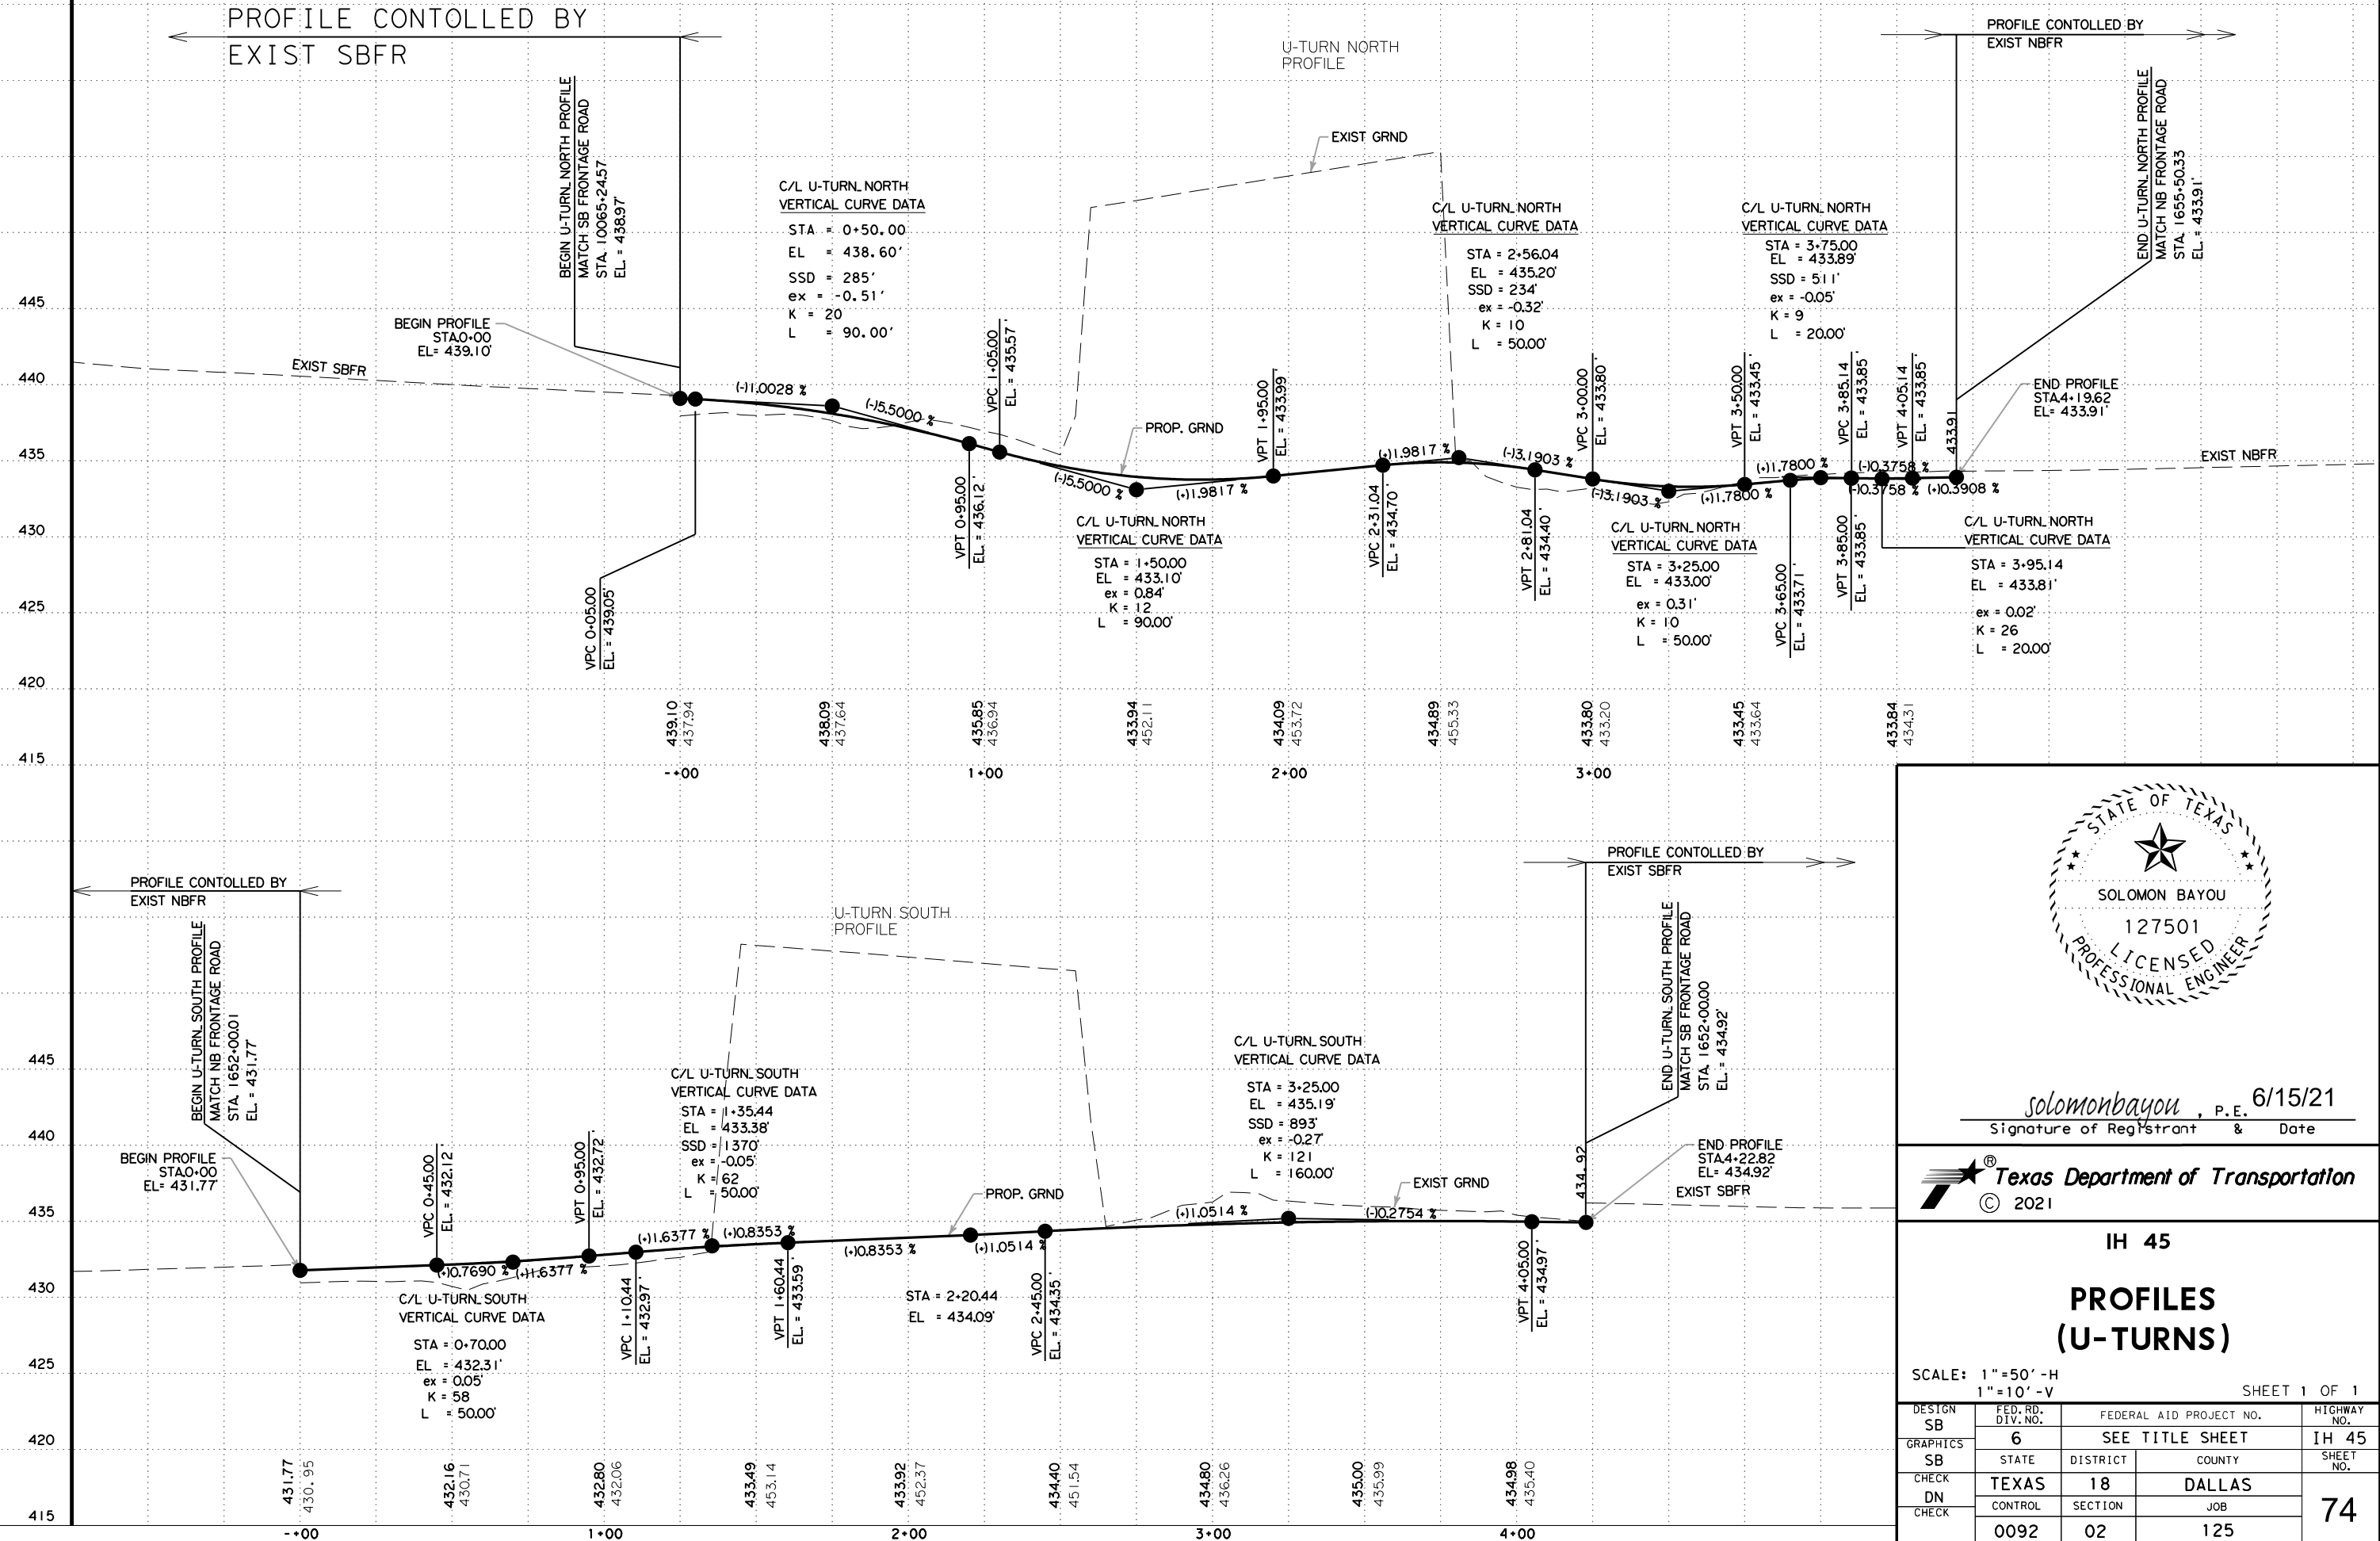 PROFILE CONTOLLED BY
EXIST SBFR
U-TURN NORTH
PROFILE
PROFILE CONTOLLED BY
EXIST NBFR
BEGIN U-TURN_NORTH PROFILE
MATCH SB FRONTAGE ROAD
STA. 10065+24.57
EL. = 438.97'
END U-TURN_NORTH PROFILE
MATCH NB FRONTAGE ROAD
STA. 1655+50.33
EL. = 433.91'
EXIST GRND
C/L U-TURN_NORTH
VERTICAL CURVE DATA
STA = 0+50.00
EL = 438.60'
SSD = 285'
ex = -0.51'
K = 20
L = 90.00'
C/L U-TURN_NORTH
VERTICAL CURVE DATA
STA = 2+56.04
EL = 435.20'
SSD = 234'
ex = -0.32'
K = 10
L = 50.00'
C/L U-TURN_NORTH
VERTICAL CURVE DATA
STA = 3+75.00
EL = 433.89'
SSD = 511'
ex = -0.05'
K = 9
L = 20.00'
445
440
435
430
425
420
415
BEGIN PROFILE
STA.0+00
EL= 439.10'
EXIST SBFR
(-)1.0028 %
(-)5.5000 %
VPC 1+05.00
EL. = 435.57 '
PROP. GRND
(-)5.5000 %
(+)1.9817 %
VPT 1+95.00
EL. = 433.99 '
(+)1.9817 %
(-)3.1903 %
VPC 3+00.00
EL. = 433.80 '
(-)3.1903 %
(+)1.7800 %
VPT 3+50.00
EL. = 433.45 '
(+)1.7800 %
VPC 3+85.14
EL. = 433.85 '
VPT 4+05.14
EL. = 433.85 '
(-)0.3758 %
(-)0.3758 %
(+)0.3908 %
433.91
END PROFILE
STA.4+19.62
EL= 433.91'
EXIST NBFR
VPC 0+05.00
EL. = 439.05'
VPT 0+95.00
EL. = 436.12 '
C/L U-TURN_NORTH
VERTICAL CURVE DATA
STA = 1+50.00
EL = 433.10'
ex = 0.84'
K = 12
L = 90.00'
VPC 2+31.04
EL. = 434.70 '
VPT 2+81.04
EL. = 434.40 '
C/L U-TURN_NORTH
VERTICAL CURVE DATA
STA = 3+25.00
EL = 433.00'
ex = 0.31'
K = 10
L = 50.00'
VPC 3+65.00
EL. = 433.71 '
VPT 3+85.00
EL. = 433.85 '
C/L U-TURN_NORTH
VERTICAL CURVE DATA
STA = 3+95.14
EL = 433.81'
ex = 0.02'
K = 26
L = 20.00'
439.10
437.94
438.09
437.64
435.85
436.94
433.94
452.11
434.09
453.72
434.89
455.33
433.80
433.20
433.45
433.64
433.84
434.31
-+00
1+00
2+00
3+00
PROFILE CONTOLLED BY
EXIST NBFR
U-TURN SOUTH
PROFILE
PROFILE CONTOLLED BY
EXIST SBFR
BEGIN U-TURN_SOUTH PROFILE
MATCH NB FRONTAGE ROAD
STA. 1652+00.01
EL. = 431.77'
END U-TURN_SOUTH PROFILE
MATCH SB FRONTAGE ROAD
STA. 1652+00.00
EL. = 434.92'
445
440
435
430
425
420
415
BEGIN PROFILE
STA.0+00
EL= 431.77'
VPC 0+45.00
EL. = 432.12 '
VPT 0+95.00
EL. = 432.72 '
C/L U-TURN_SOUTH
VERTICAL CURVE DATA
STA = 1+35.44
EL = 433.38'
SSD = 1370'
ex = -0.05'
K = 62
L = 50.00'
C/L U-TURN_SOUTH
VERTICAL CURVE DATA
STA = 3+25.00
EL = 435.19'
SSD = 893'
ex = -0.27'
K = 121
L = 160.00'
PROP. GRND
EXIST GRND
434.92
END PROFILE
STA.4+22.82
EL= 434.92'
EXIST SBFR
(+)0.7690 %
(+)1.6377 %
(+)1.6377 %
(+)0.8353 %
(+)0.8353 %
(+)1.0514 %
(+)1.0514 %
(-)0.2754 %
C/L U-TURN_SOUTH
VERTICAL CURVE DATA
STA = 0+70.00
EL = 432.31'
ex = 0.05'
K = 58
L = 50.00'
VPC 1+10.44
EL. = 432.97 '
VPT 1+60.44
EL. = 433.59 '
STA = 2+20.44
EL = 434.09'
VPC 2+45.00
EL. = 434.35 '
VPT 4+05.00
EL. = 434.97 '
431.77
430.95
432.16
430.71
432.80
432.06
433.49
453.14
433.92
452.37
434.40
451.54
434.80
436.26
435.00
435.99
434.98
435.40
-+00
1+00
2+00
3+00
4+00
STATE OF TEXAS
SOLOMON BAYOU
127501
LICENSED
PROFESSIONAL ENGINEER
solomonbayou , P.E. 6/15/21
Signature of Registrant & Date
® Texas Department of Transportation
© 2021
IH 45
PROFILES
(U-TURNS)
SCALE: 1"=50'-H
1"=10'-V
SHEET 1 OF 1
DESIGN
SB
FED.RD.
DIV.NO.
FEDERAL AID PROJECT NO.
HIGHWAY
NO.
GRAPHICS
SB
6
SEE TITLE SHEET
IH 45
STATE
DISTRICT
COUNTY
SHEET
NO.
CHECK
DN
TEXAS
18
DALLAS
74
CHECK
CONTROL
SECTION
JOB
0092
02
125